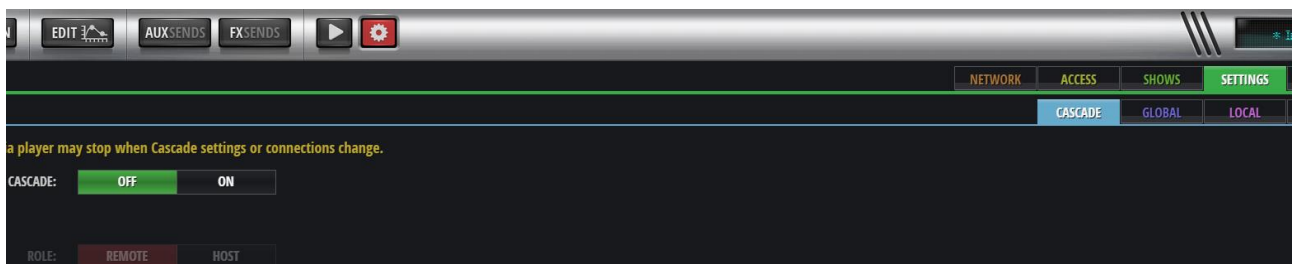 EDIT AUXSENDS FXSENDS
NETWORK ACCESS SHOWS SETTINGS
CASCADE GLOBAL LOCAL
a player may stop when Cascade settings or connections change.
CASCADE: OFF ON
ROLE: REMOTE HOST